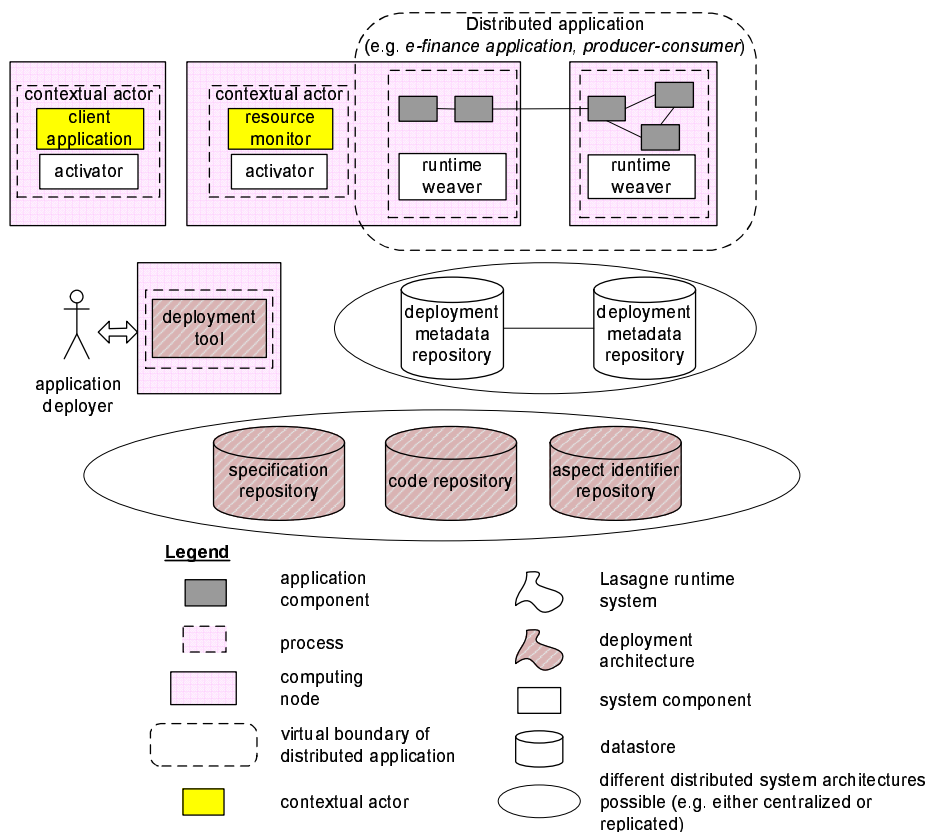 Distributed application
(e.g. e-finance application, producer-consumer)
contextual actor
client
application
activator
contextual actor
resource
monitor
activator
runtime
weaver
runtime
weaver
application
deployer
deployment
tool
deployment
metadata
repository
deployment
metadata
repository
specification
repository
code repository
aspect identifier
repository
Legend
application
component
process
computing
node
virtual boundary of
distributed application
contextual actor
Lasagne runtime
system
deployment
architecture
system component
datastore
different distributed system architectures
possible (e.g. either centralized or
replicated)